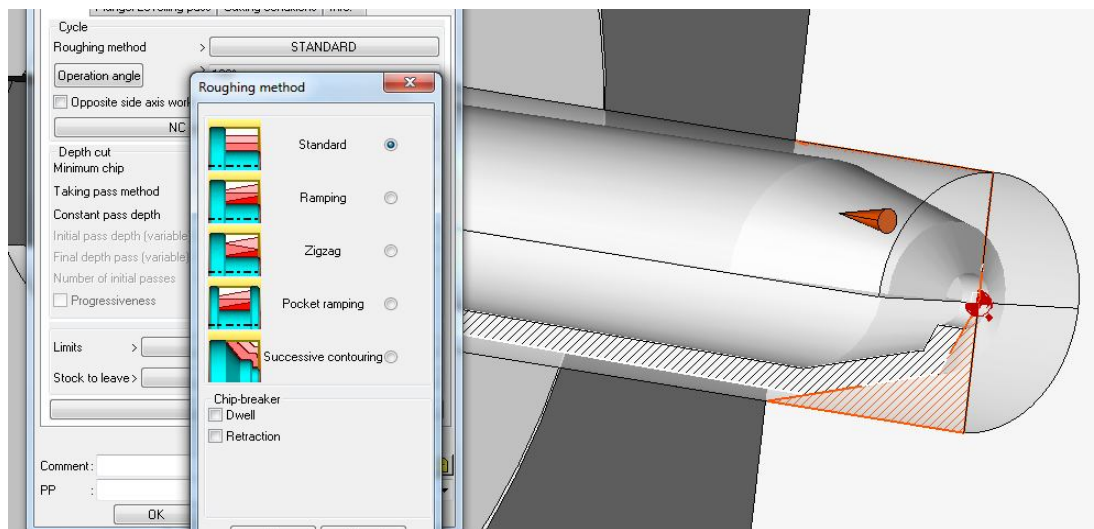 Cycle
Roughing method > STANDARD
Operation angle
Opposite side axis work
NC
Depth cut
Minimum chip
Taking pass method
Constant pass depth
Initial pass depth (variable)
Final depth pass (variable)
Number of initial passes
Progressiveness
Limits >
Stock to leave >
Comment :
PP :
OK
Roughing method
Standard
Ramping
Zigzag
Pocket ramping
Successive contouring
Chip-breaker
Dwell
Retraction